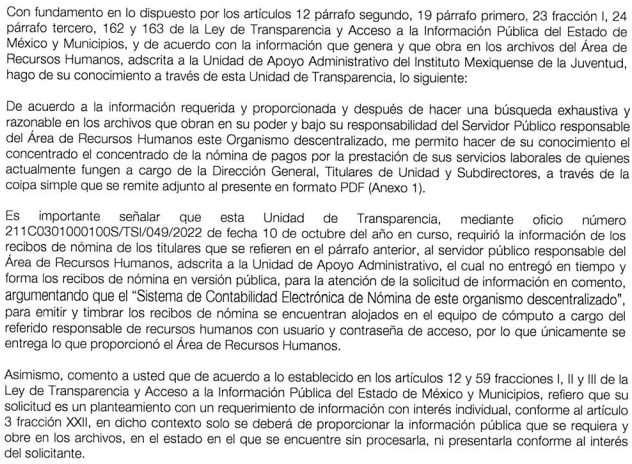 Con fundamento en lo dispuesto por los artículos 12 párrafo segundo, 19 párrafo primero, 23 fracción I, 24
párrafo tercero, 162 y 163 de la Ley de Transparencia y Acceso a la Información Pública del Estado de
México y Municipios, y de acuerdo con la información que genera y que obra en los archivos del Área de
Recursos Humanos, adscrita a la Unidad de Apoyo Administrativo del Instituto Mexiquense de la Juventud,
hago de su conocimiento a través de esta Unidad de Transparencia, lo siguiente:
De acuerdo a la información requerida y proporcionada y después de hacer una búsqueda exhaustiva y
razonable en los archivos que obran en su poder y bajo su responsabilidad del Servidor Público responsable
del Área de Recursos Humanos este Organismo descentralizado, me permito hacer de su conocimiento el
concentrado el concentrado de la nómina de pagos por la prestación de sus servicios laborales de quienes
actualmente fungen a cargo de la Dirección General, Titulares de Unidad y Subdirectores, a través de la
coipa simple que se remite adjunto al presente en formato PDF (Anexo 1).
Es importante señalar que esta Unidad de Transparencia, mediante oficio número
211C0301000100S/TSI/049/2022 de fecha 10 de octubre del año en curso, requirió la información de los
recibos de nómina de los titulares que se refieren en el párrafo anterior, al servidor público responsable del
Área de Recursos Humanos, adscrita a la Unidad de Apoyo Administrativo, el cual no entregó en tiempo y
forma los recibos de nómina en versión pública, para la atención de la solicitud de información en comento,
argumentando que el “Sistema de Contabilidad Electrónica de Nómina de este organismo descentralizado”,
para emitir y timbrar los recibos de nómina se encuentran alojados en el equipo de cómputo a cargo del
referido responsable de recursos humanos con usuario y contraseña de acceso, por lo que únicamente se
entrega lo que proporcionó el Área de Recursos Humanos.
Asimismo, comento a usted que de acuerdo a lo establecido en los artículos 12 y 59 fracciones I, II y III de la
Ley de Transparencia y Acceso a la Información Pública del Estado de México y Municipios, refiero que su
solicitud es un planteamiento con un requerimiento de información con interés individual, conforme al artículo
3 fracción XXII, en dicho contexto solo se deberá de proporcionar la información pública que se requiera y
obre en los archivos, en el estado en el que se encuentre sin procesarla, ni presentarla conforme al interés
del solicitante.